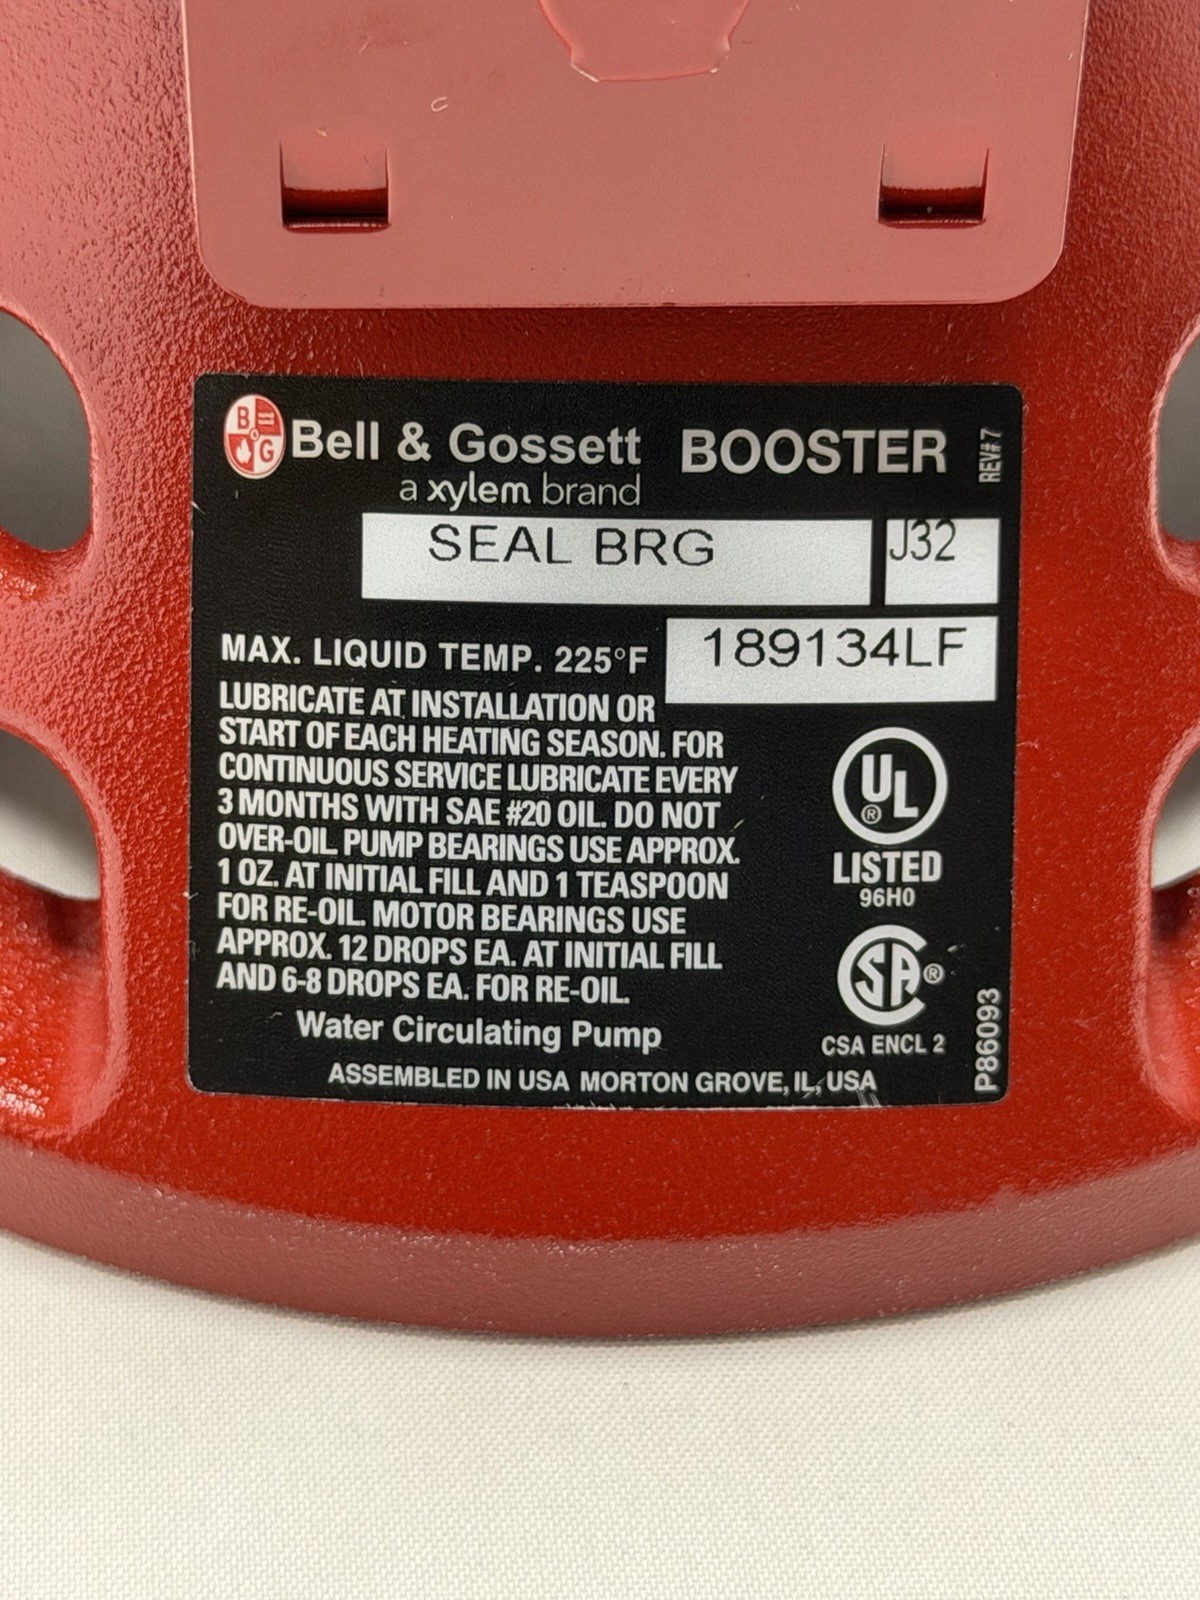 B G Bell & Gossett BOOSTER REV# 7
a xylem brand
SEAL BRG J32
MAX. LIQUID TEMP. 225°F 189134LF
LUBRICATE AT INSTALLATION OR
START OF EACH HEATING SEASON. FOR
CONTINUOUS SERVICE LUBRICATE EVERY
3 MONTHS WITH SAE #20 OIL. DO NOT
OVER-OIL. PUMP BEARINGS USE APPROX.
1 OZ. AT INITIAL FILL AND 1 TEASPOON
FOR RE-OIL. MOTOR BEARINGS USE
APPROX. 12 DROPS EA. AT INITIAL FILL
AND 6-8 DROPS EA. FOR RE-OIL.
UL ®
LISTED
96H0
SA ®
CSA ENCL 2
Water Circulating Pump
ASSEMBLED IN USA MORTON GROVE, IL, USA
P86093